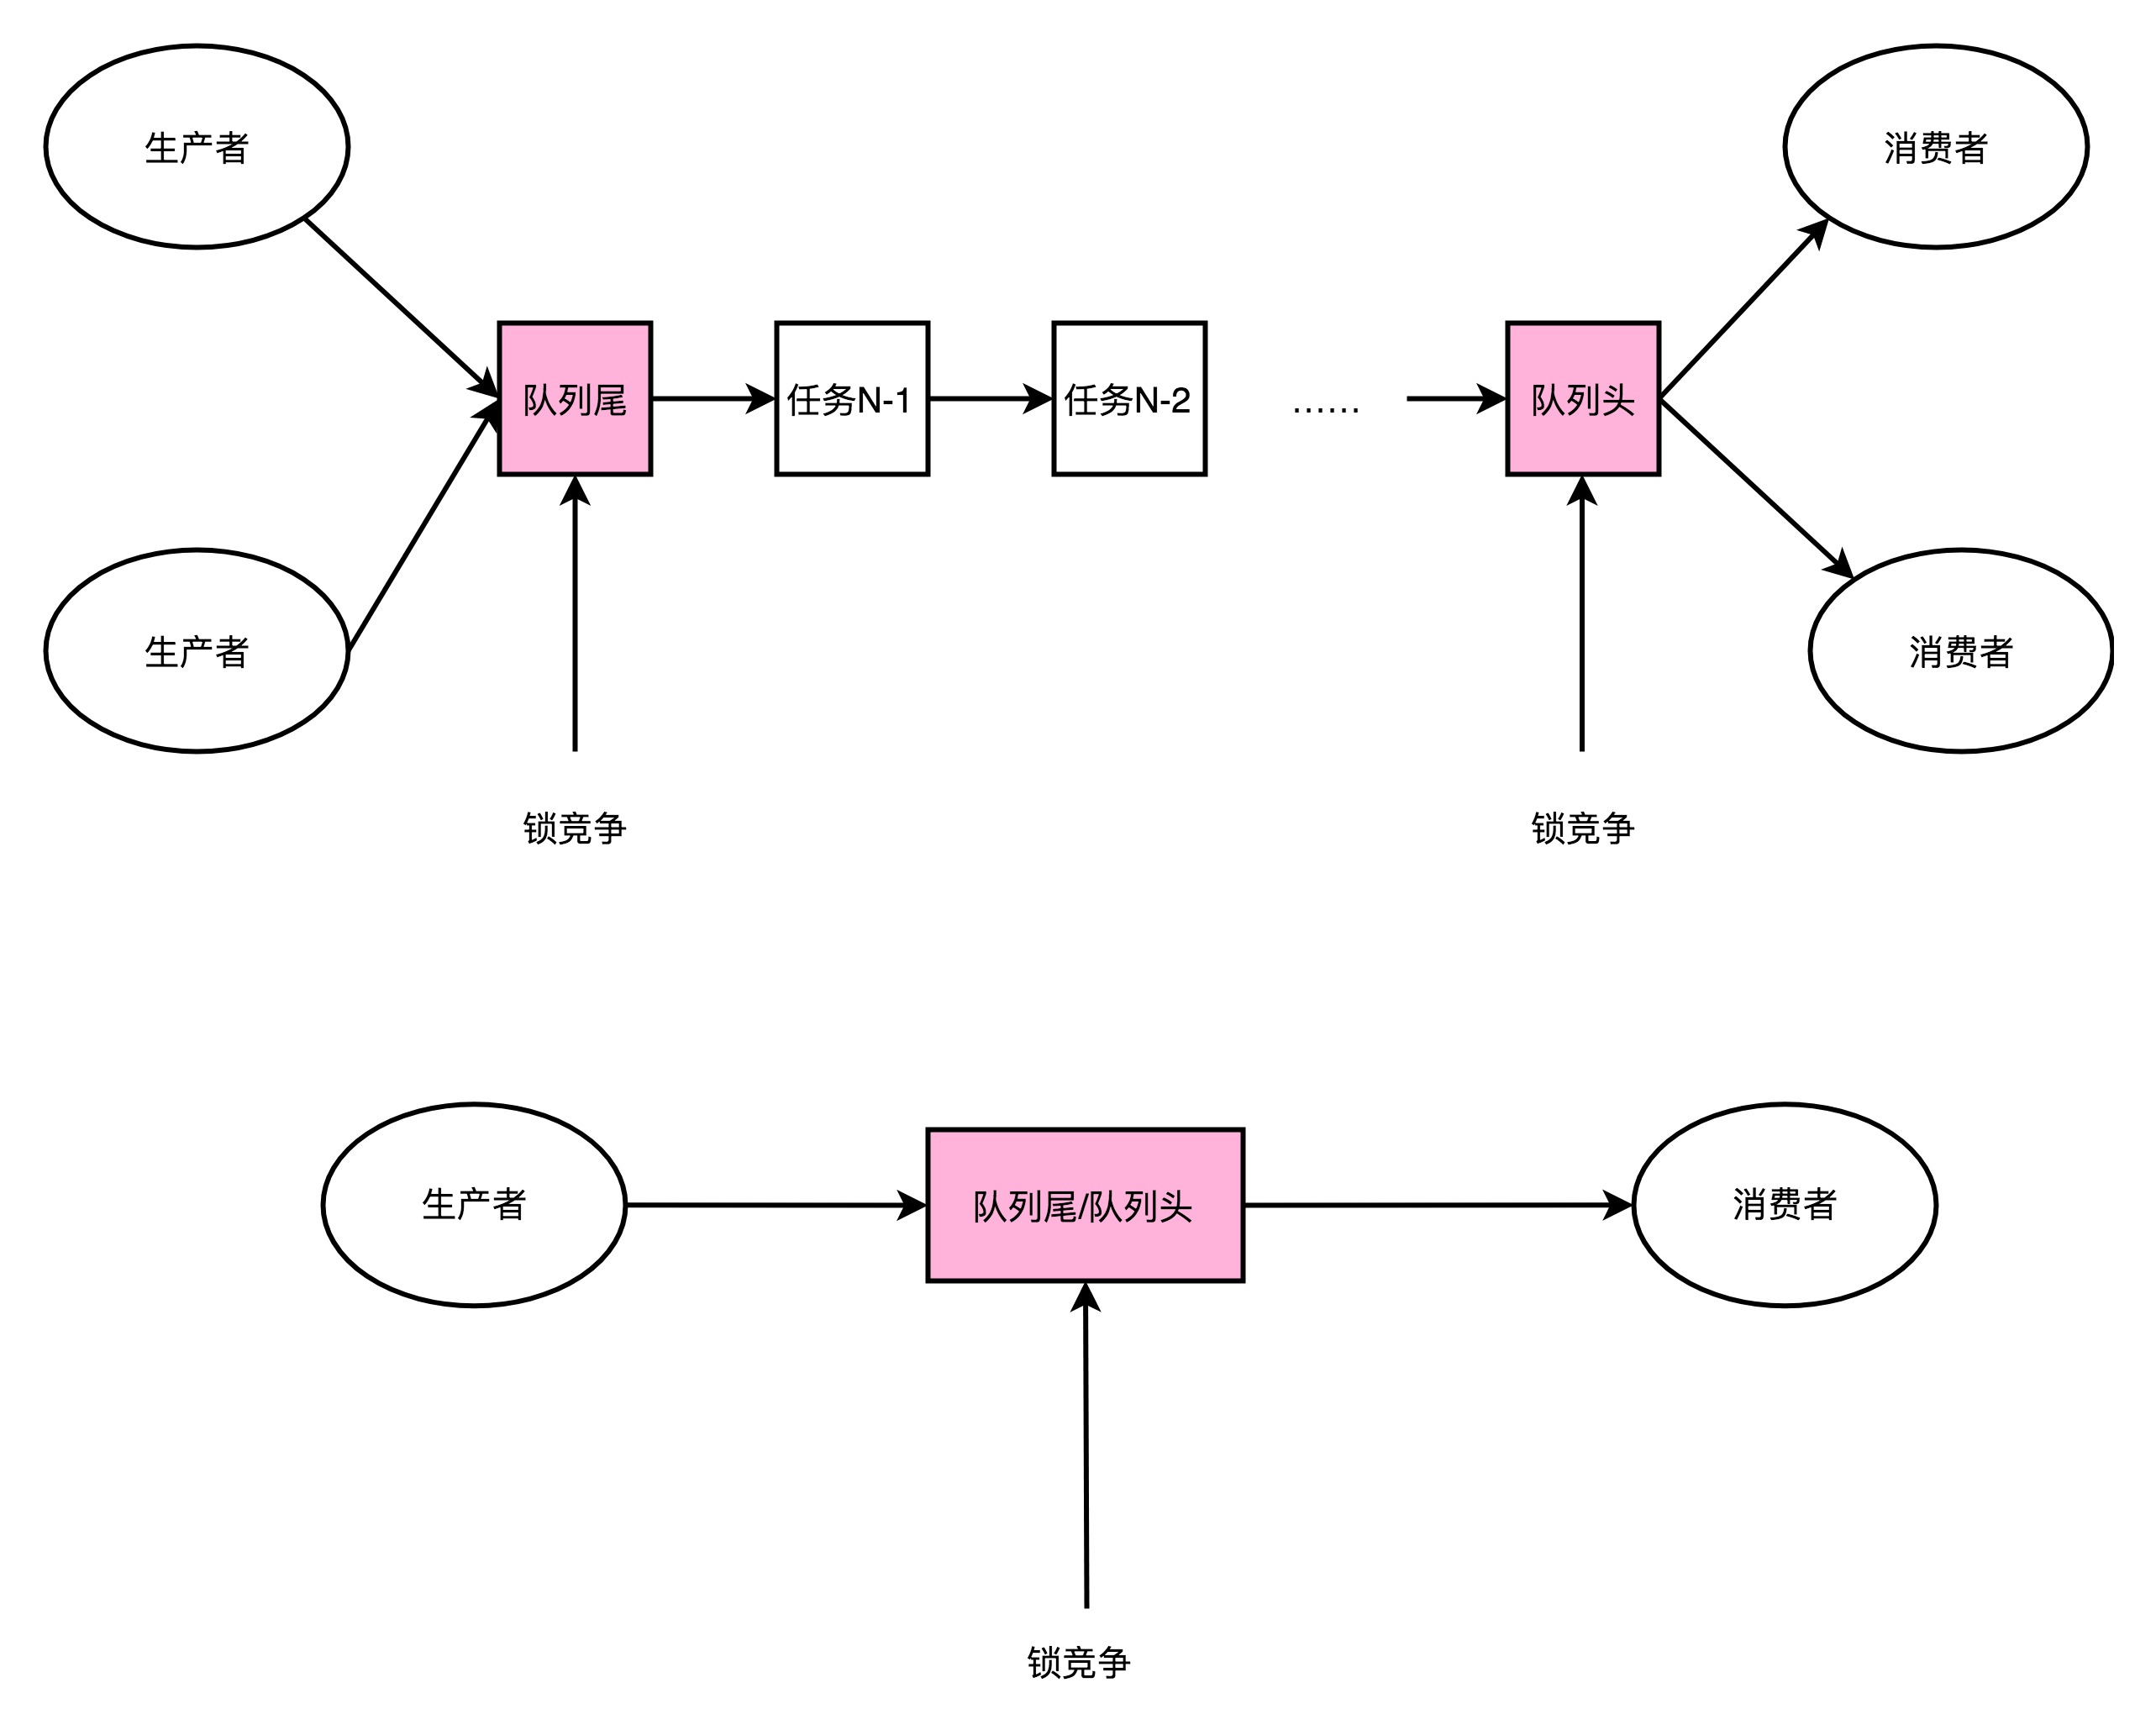 生产者
消费者
队列尾
任务N-1
任务N-2
······
队列头
生产者
消费者
锁竞争
锁竞争
生产者
队列尾/队列头
消费者
锁竞争